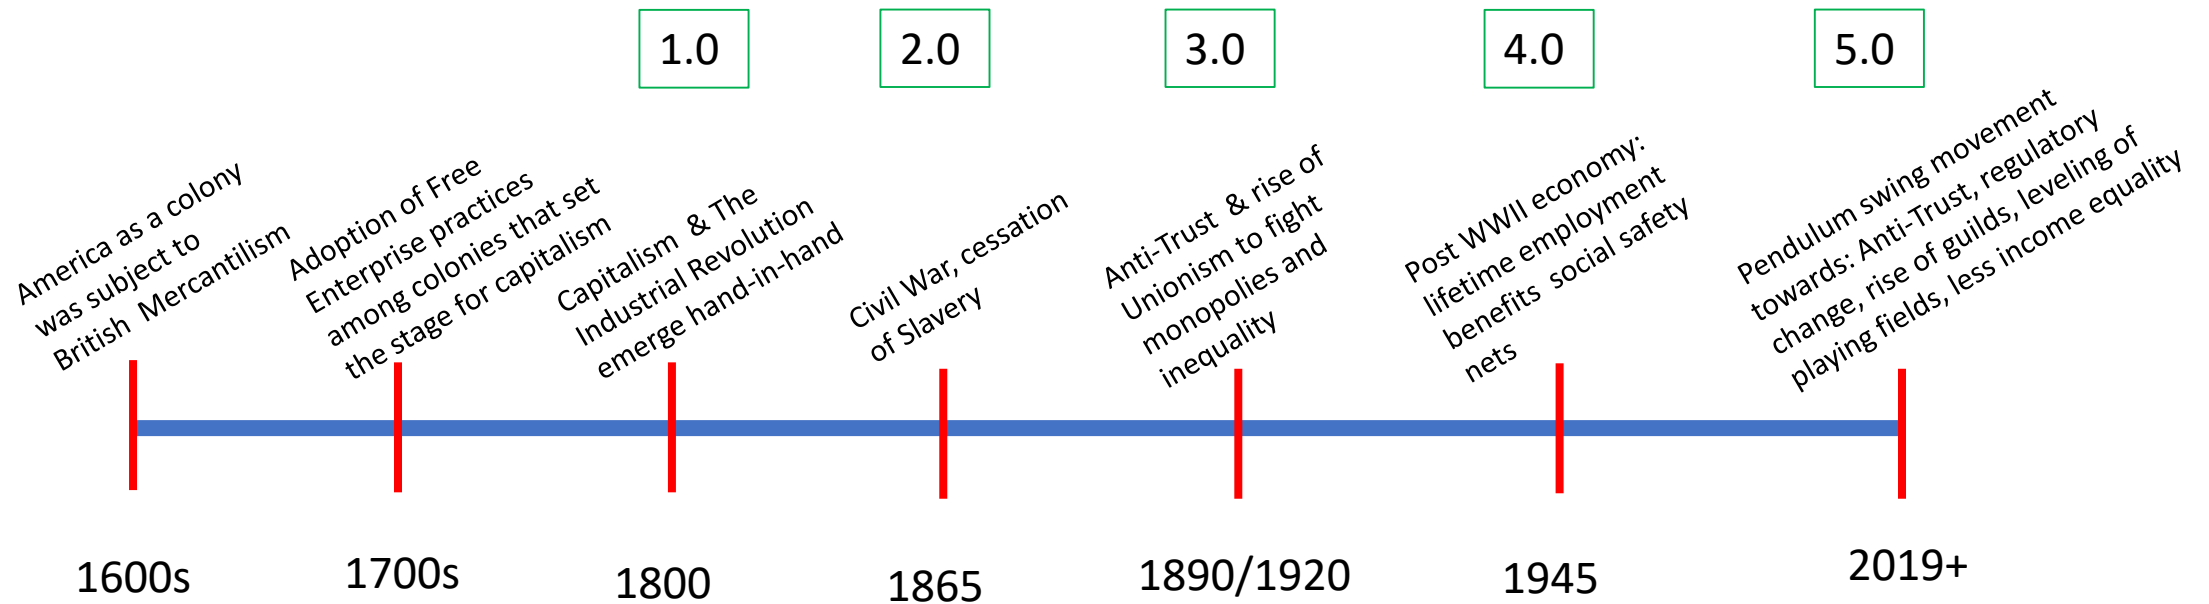 1.0
2.0
3.0
4.0
5.0
America as a colony
was subject to
British Mercantilism
Adoption of Free
Enterprise practices
among colonies that set
the stage for capitalism
Capitalism & The
Industrial Revolution
emerge hand-in-hand
Civil War, cessation
of Slavery
Anti-Trust & rise of
Unionism to fight
monopolies and
inequality
Post WWII economy:
lifetime employment
benefits social safety
nets
Pendulum swing movement
towards: Anti-Trust, regulatory
change, rise of guilds, leveling of
playing fields, less income equality
1600s
1700s
1800
1865
1890/1920
1945
2019+